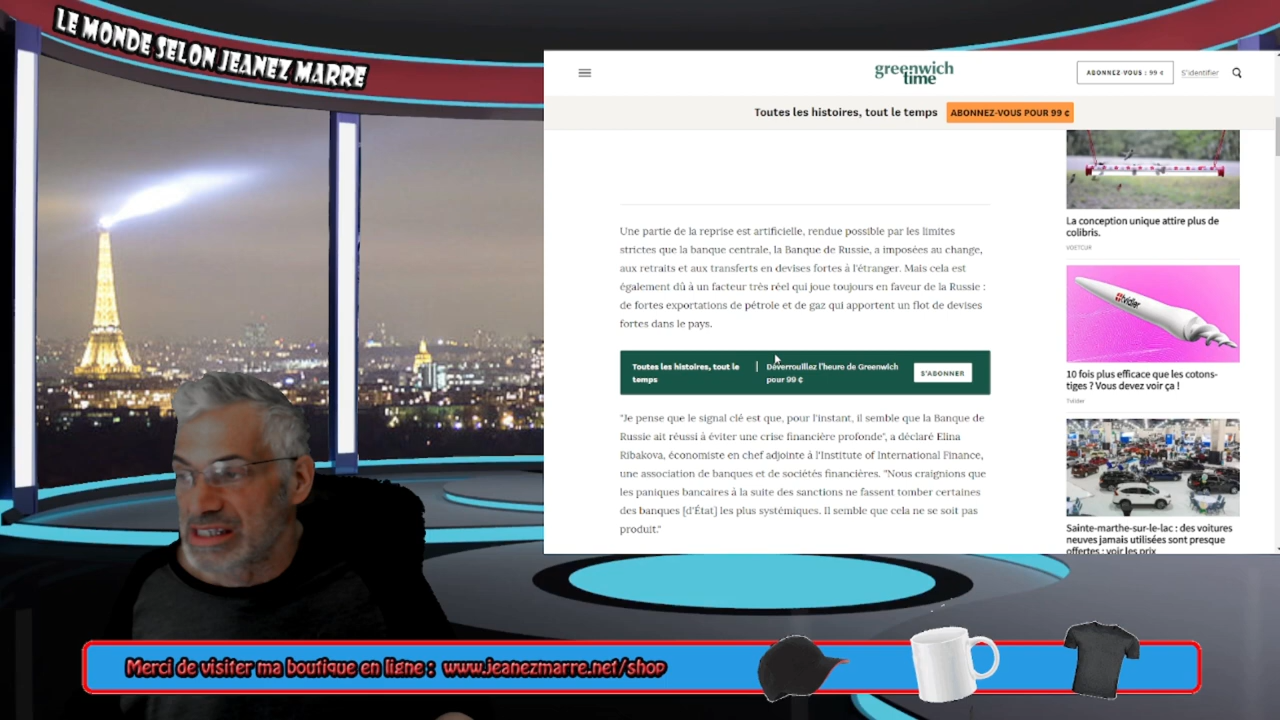 LE MONDE SELON JEANEZ MARRE
greenwich
time
ABONNEZ-VOUS : 99 ¢
S'identifier
Toutes les histoires, tout le temps
ABONNEZ-VOUS POUR 99 ¢
Une partie de la reprise est artificielle, rendue possible par les limites
strictes que la banque centrale, la Banque de Russie, a imposées au change,
aux retraits et aux transferts en devises fortes à l'étranger. Mais cela est
également dû à un facteur très réel qui joue toujours en faveur de la Russie :
de fortes exportations de pétrole et de gaz qui apportent un flot de devises
fortes dans le pays.
Toutes les histoires, tout le
temps
Déverrouillez l'heure de Greenwich
pour 99 ¢
S'ABONNER
"Je pense que le signal clé est que, pour l'instant, il semble que la Banque de
Russie ait réussi à éviter une crise financière profonde", a déclaré Elina
Ribakova, économiste en chef adjointe à l'Institute of International Finance,
une association de banques et de sociétés financières. "Nous craignions que
les paniques bancaires à la suite des sanctions ne fassent tomber certaines
des banques [d'État] les plus systémiques. Il semble que cela ne se soit pas
produit."
La conception unique attire plus de
colibris.
10 fois plus efficace que les cotons-
tiges ? Vous devez voir ça !
Tvidler
Sainte-marthe-sur-le-lac : des voitures
neuves jamais utilisées sont presque
offertes : voir les prix
Merci de visiter ma boutique en ligne : www.jeanezmarre.net/shop